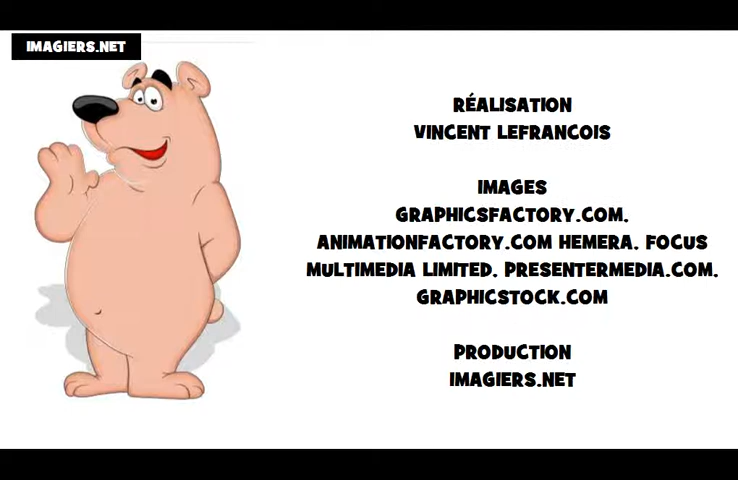 IMAGIERS.NET
RÉALISATION
VINCENT LEFRANCOIS
IMAGES
GRAPHICSFACTORY.COM,
ANIMATIONFACTORY.COM HEMERA, FOCUS
MULTIMEDIA LIMITED, PRESENTERMEDIA.COM,
GRAPHICSTOCK.COM
PRODUCTION
IMAGIERS.NET